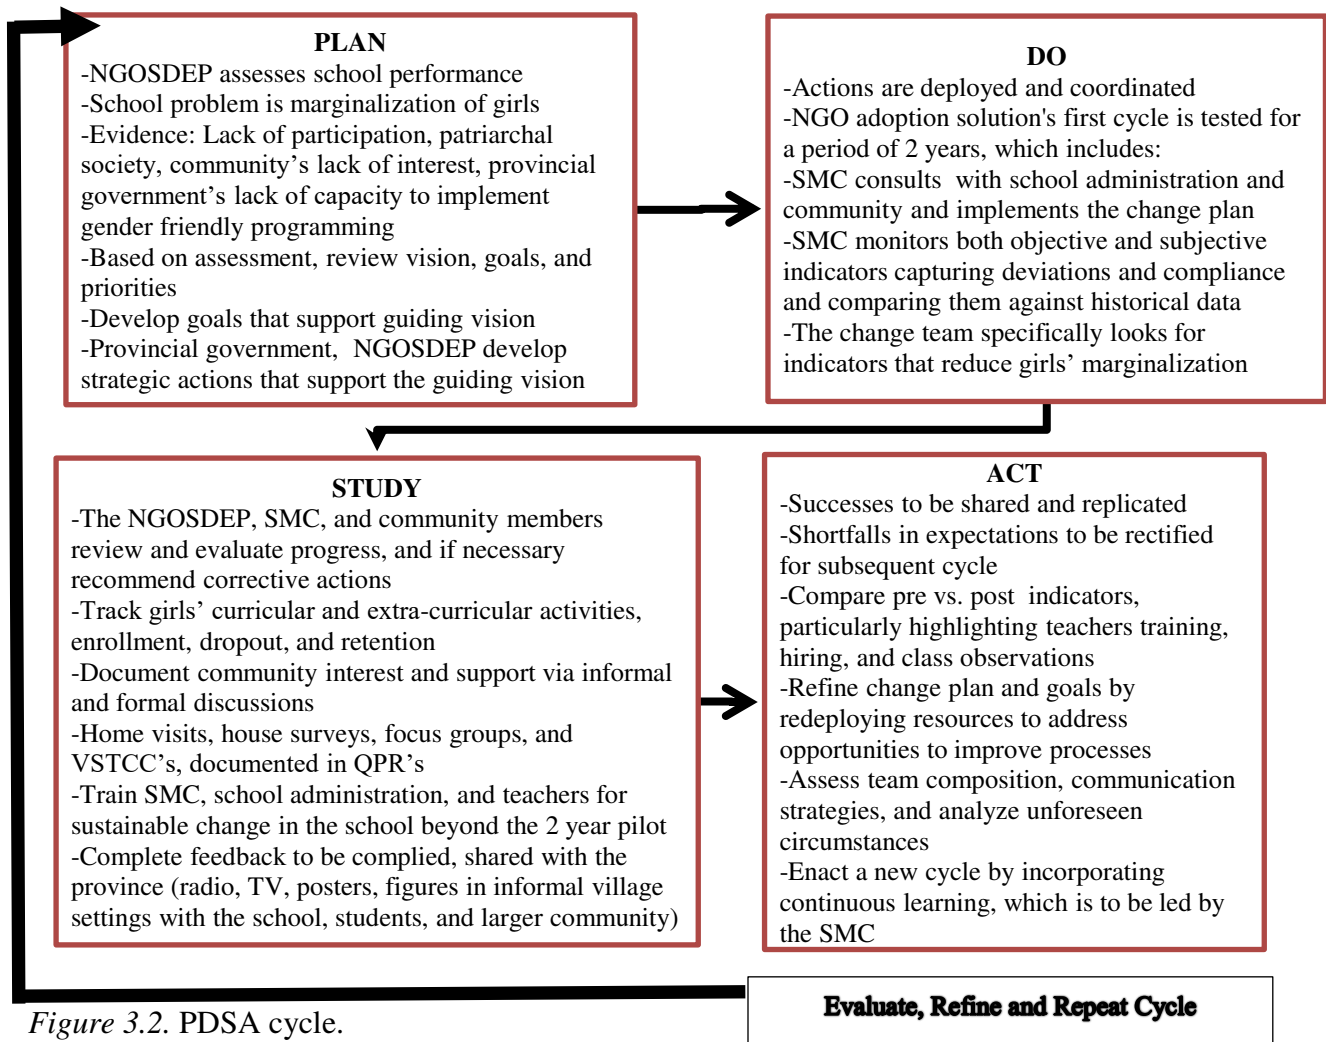 PLAN
-NGOSDEP assesses school performance
-School problem is marginalization of girls
-Evidence: Lack of participation, patriarchal
society, community's lack of interest, provincial
government's lack of capacity to implement
gender friendly programming
-Based on assessment, review vision, goals, and
priorities
-Develop goals that support guiding vision
-Provincial government,  NGOSDEP develop
strategic actions that support the guiding vision
DO
-Actions are deployed and coordinated
-NGO adoption solution's first cycle is tested for
a period of 2 years, which includes:
-SMC consults  with school administration and
community and implements the change plan
-SMC monitors both objective and subjective
indicators capturing deviations and compliance
and comparing them against historical data
-The change team specifically looks for
indicators that reduce girls' marginalization
STUDY
-The NGOSDEP, SMC, and community members
review and evaluate progress, and if necessary
recommend corrective actions
-Track girls' curricular and extra-curricular activities,
enrollment, dropout, and retention
-Document community interest and support via informal
and formal discussions
-Home visits, house surveys, focus groups, and
VSTCC's, documented in QPR's
-Train SMC, school administration, and teachers for
sustainable change in the school beyond the 2 year pilot
-Complete feedback to be complied, shared with the
province (radio, TV, posters, figures in informal village
settings with the school, students, and larger community)
ACT
-Successes to be shared and replicated
-Shortfalls in expectations to be rectified
for subsequent cycle
-Compare pre vs. post  indicators,
particularly highlighting teachers training,
hiring, and class observations
-Refine change plan and goals by
redeploying resources to address
opportunities to improve processes
-Assess team composition, communication
strategies, and analyze unforeseen
circumstances
-Enact a new cycle by incorporating
continuous learning, which is to be led by
the SMC
Evaluate, Refine and Repeat Cycle
Figure 3.2. PDSA cycle.